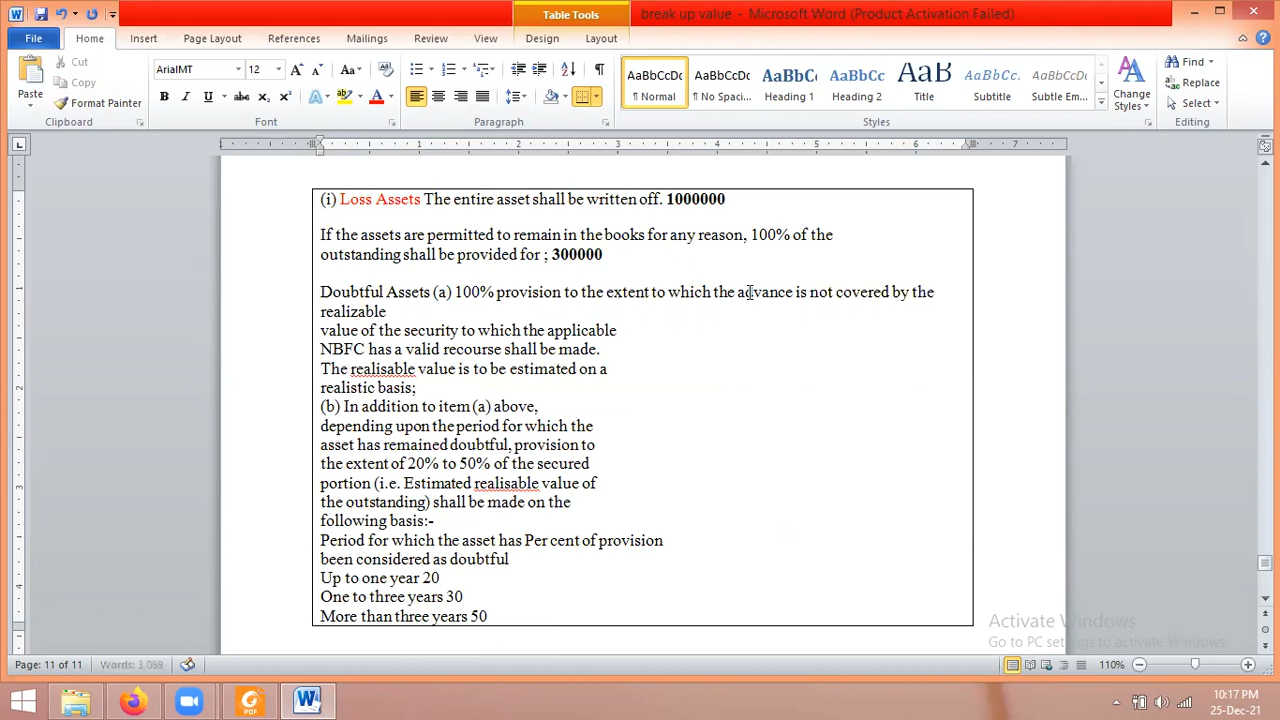 Table Tools
break up value - Microsoft Word (Product Activation Failed)
File Home Insert Page Layout References Mailings Review View Design Layout
Paste
Cut
Copy
Format Painter
Clipboard
ArialMT 12
Font
Paragraph
AaBbCcDc AaBbCcDc AaBbC AaBbCc AaB AaBbCc AaBbCcDc
¶ Normal ¶ No Spaci... Heading 1 Heading 2 Title Subtitle Subtle Em...
Change Styles
Styles
Find
Replace
Select
Editing
1 1 2 3 4 5 6 7
(i) Loss Assets The entire asset shall be written off. 1000000
If the assets are permitted to remain in the books for any reason, 100% of the
outstanding shall be provided for ; 300000
Doubtful Assets (a) 100% provision to the extent to which the advance is not covered by the
realizable
value of the security to which the applicable
NBFC has a valid recourse shall be made.
The realisable value is to be estimated on a
realistic basis;
(b) In addition to item (a) above,
depending upon the period for which the
asset has remained doubtful, provision to
the extent of 20% to 50% of the secured
portion (i.e. Estimated realisable value of
the outstanding) shall be made on the
following basis:-
Period for which the asset has Per cent of provision
been considered as doubtful
Up to one year 20
One to three years 30
More than three years 50
Activate Windows
Go to PC settings to activate Windows.
Page: 11 of 11 Words: 3,099 110%
10:17 PM
25-Dec-21